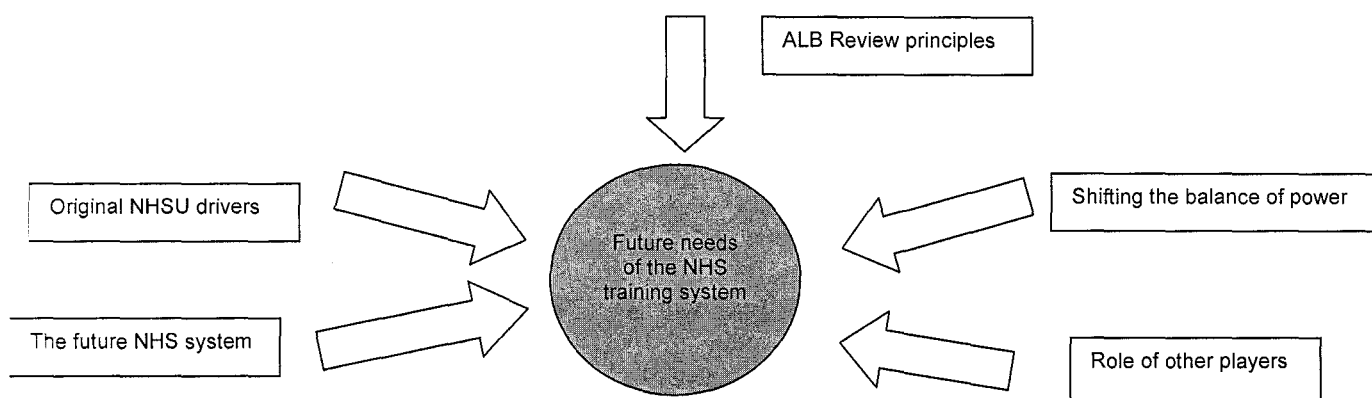 ALB Review principles
Original NHSU drivers
Shifting the balance of power
Future needs
of the NHS
training system
The future NHS system
Role of other players